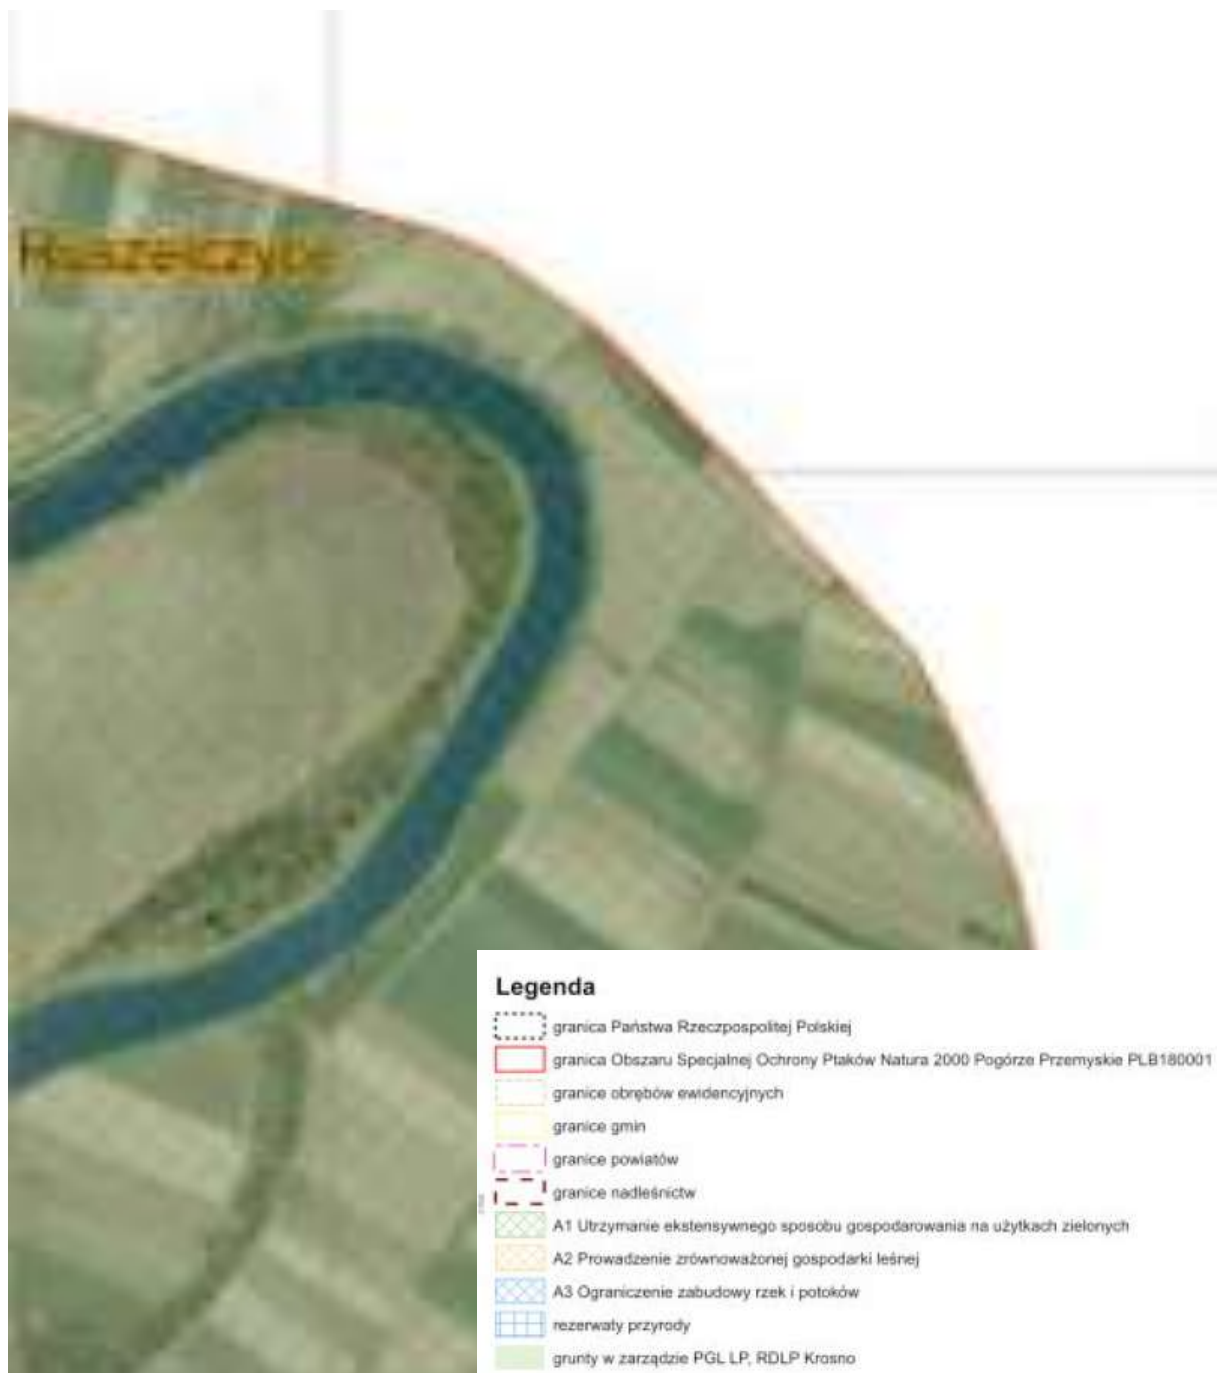 Legenda
granica Państwa Rzeczpospolitej Polskiej
granica Obszaru Specjalnej Ochrony Ptaków Natura 2000 Pogórze Przemyskie PLB180001
granice obrębów ewidencyjnych
granice gmin
granice powiatów
granice nadleśnictw
A1 Utrzymanie ekstensywnego sposobu gospodarowania na użytkach zielonych
A2 Prowadzenie zrównoważonej gospodarki leśnej
A3 Ograniczenie zabudowy rzek i potoków
rezerwaty przyrody
grunty w zarządzie PGL LP, RDLP Krosno